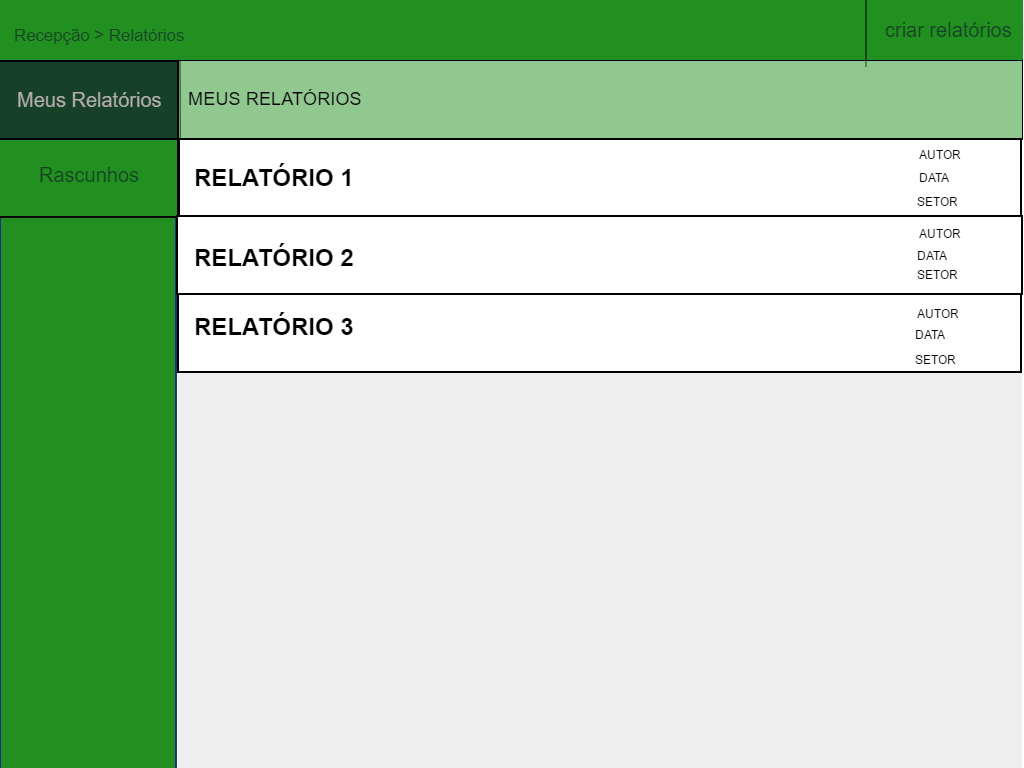 Recepção > Relatórios
criar relatórios
Meus Relatórios
MEUS RELATÓRIOS
Rascunhos
RELATÓRIO 1
AUTOR
DATA
SETOR
RELATÓRIO 2
AUTOR
DATA
SETOR
RELATÓRIO 3
AUTOR
DATA
SETOR